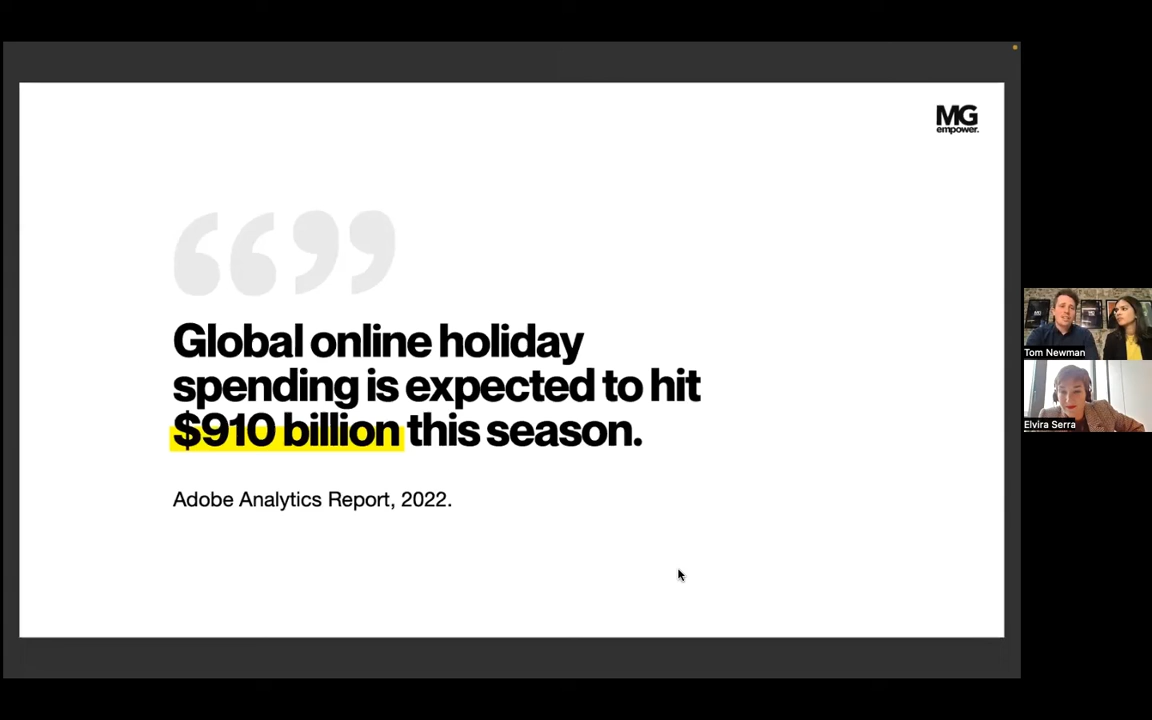 MG
empower.
Global online holiday
spending is expected to hit
$910 billion this season.
Adobe Analytics Report, 2022.
Tom Newman
Elvira Serra